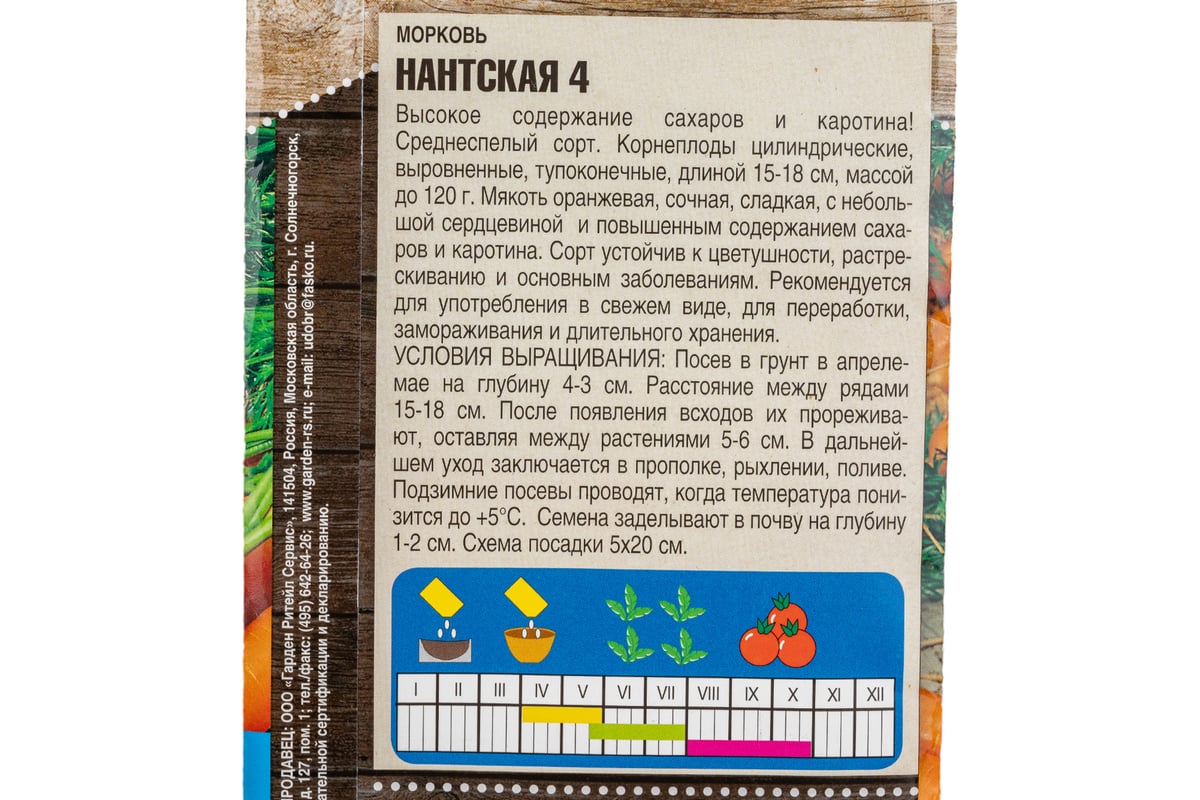 МОРКОВЬ
НАНТСКАЯ 4
Высокое содержание сахаров и каротина!
Среднеспелый сорт. Корнеплоды цилиндрические,
выровненные, тупоконечные, длиной 15-18 см, массой
до 120 г. Мякоть оранжевая, сочная, сладкая, с неболь-
шой сердцевиной и повышенным содержанием саха-
ров и каротина. Сорт устойчив к цветушности, растре-
скиванию и основным заболеваниям. Рекомендуется
для употребления в свежем виде, для переработки,
замораживания и длительного хранения.
УСЛОВИЯ ВЫРАЩИВАНИЯ: Посев в грунт в апреле-
мае на глубину 4-3 см. Расстояние между рядами
15-18 см. После появления всходов их прорежива-
ют, оставляя между растениями 5-6 см. В дальней-
шем уход заключается в прополке, рыхлении, поливе.
Подзимние посевы проводят, когда температура пони-
зится до +5°С. Семена заделывают в почву на глубину
1-2 см. Схема посадки 5х20 см.
I II III IV V VI VII VIII IX X XI XII
ПРОДАВЕЦ: ООО «Гарден Ритейл Сервис», 141504, Россия, Московская область, г. Солнечногорск,
д. 127, пом. 1; тел./факс: (495) 642-64-26; www.garden-rs.ru; e-mail: udobr@fasko.ru.
сертификации и декларированию.